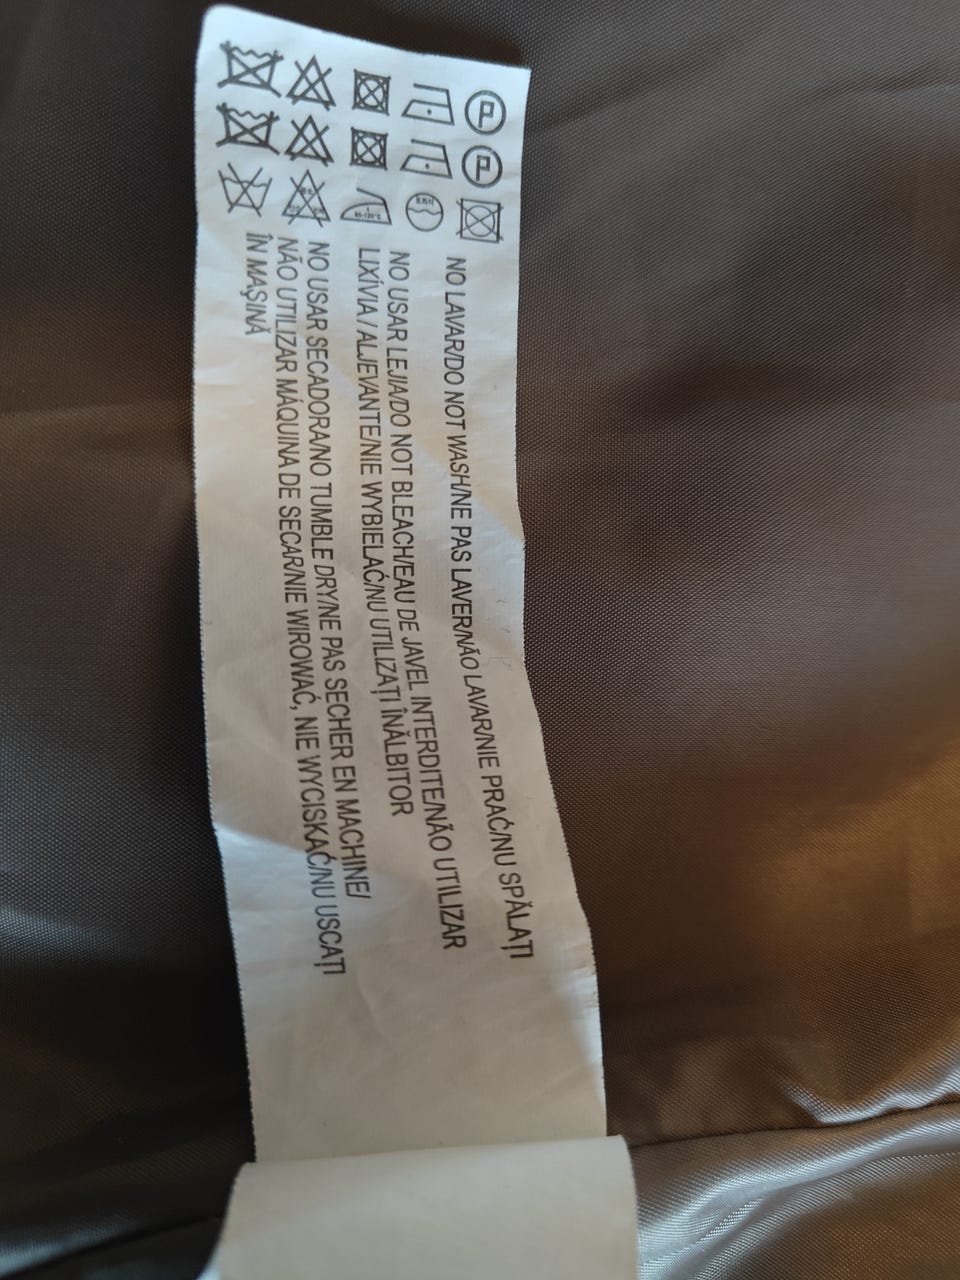 P
P
NO LAVAR/DO NOT WASH/NE PAS LAVER/NÃO LAVAR/NIE PRAĆ/NU SPĂLAȚI
NO USAR LEJIA/DO NOT BLEACH/EAU DE JAVEL INTERDITE/NÃO UTILIZAR
LIXÍVIA / ALJEVANTE/NIE WYBIELAĆ/NU UTILIZAȚI ÎNĂLBITOR
NO USAR SECADORA/NO TUMBLE DRY/NE PAS SECHER EN MACHINE/
NÃO UTILIZAR MÁQUINA DE SECAR/NIE WIROWAĆ, NIE WYCISKAĆ/NU USCAȚI
ÎN MAȘINĂ